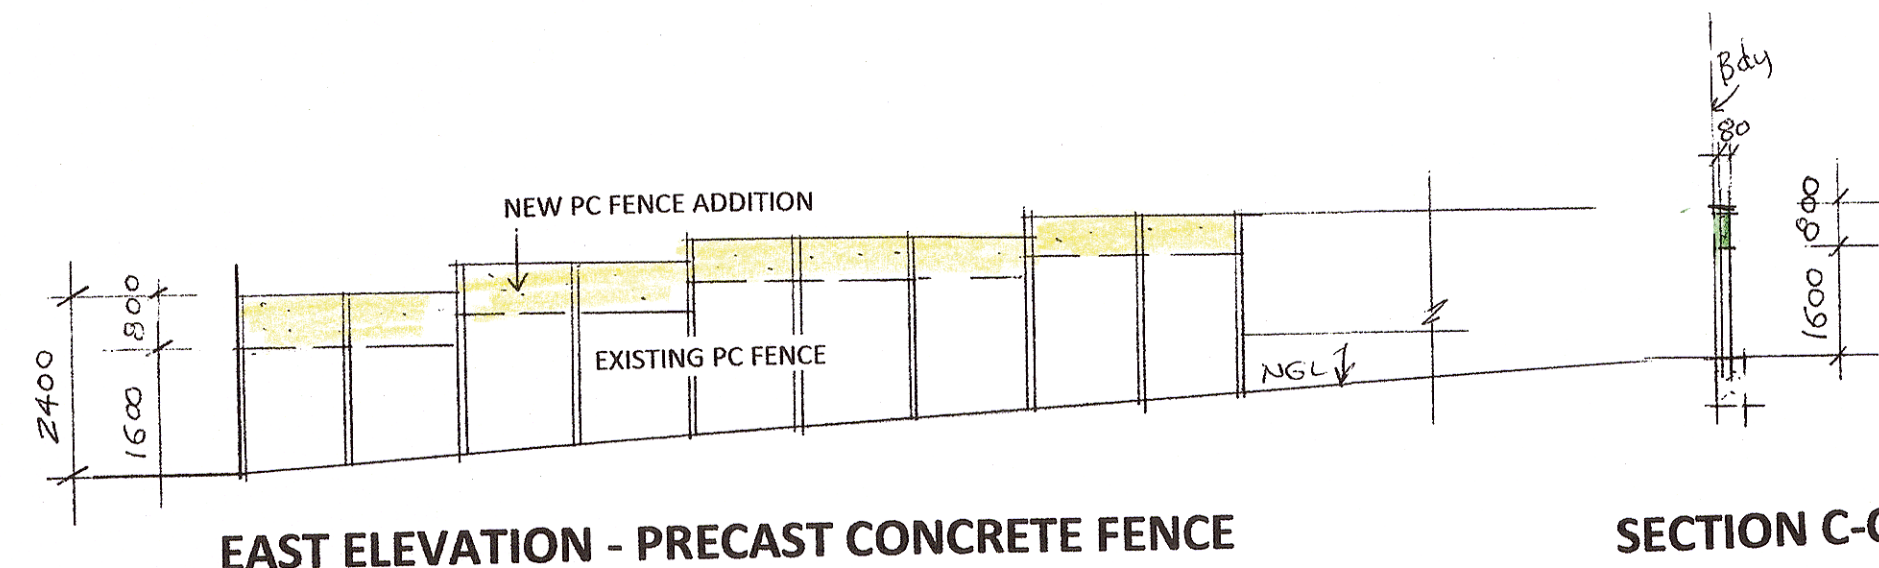 Bdy
80
NEW PC FENCE ADDITION
800
1600
2400
800
1600
EXISTING PC FENCE
NGL
EAST ELEVATION - PRECAST CONCRETE FENCE
SECTION C-C